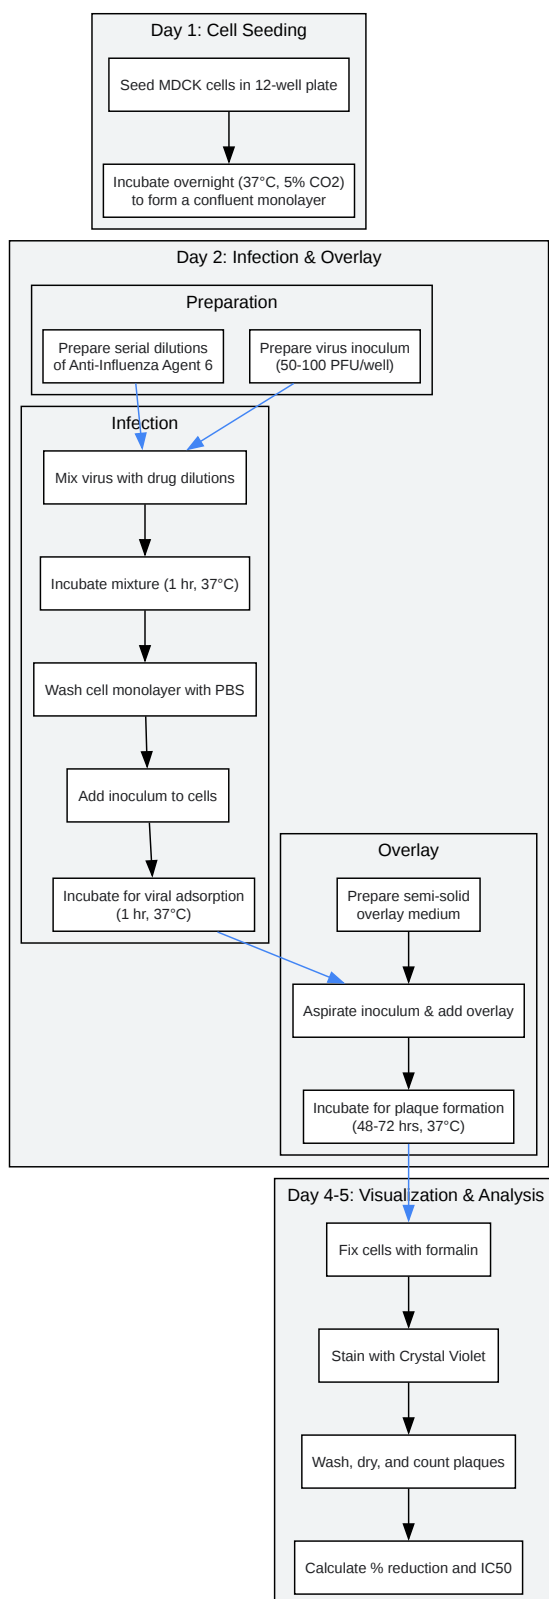 Day 1: Cell Seeding
Seed MDCK cells in 12-well plate
Incubate overnight (37°C, 5% CO2)
to form a confluent monolayer
Day 2: Infection & Overlay
Preparation
Prepare serial dilutions
of Anti-Influenza Agent 6
Prepare virus inoculum
(50-100 PFU/well)
Infection
Mix virus with drug dilutions
Incubate mixture (1 hr, 37°C)
Wash cell monolayer with PBS
Add inoculum to cells
Incubate for viral adsorption
(1 hr, 37°C)
Overlay
Prepare semi-solid
overlay medium
Aspirate inoculum & add overlay
Incubate for plaque formation
(48-72 hrs, 37°C)
Day 4-5: Visualization & Analysis
Fix cells with formalin
Stain with Crystal Violet
Wash, dry, and count plaques
Calculate % reduction and IC50